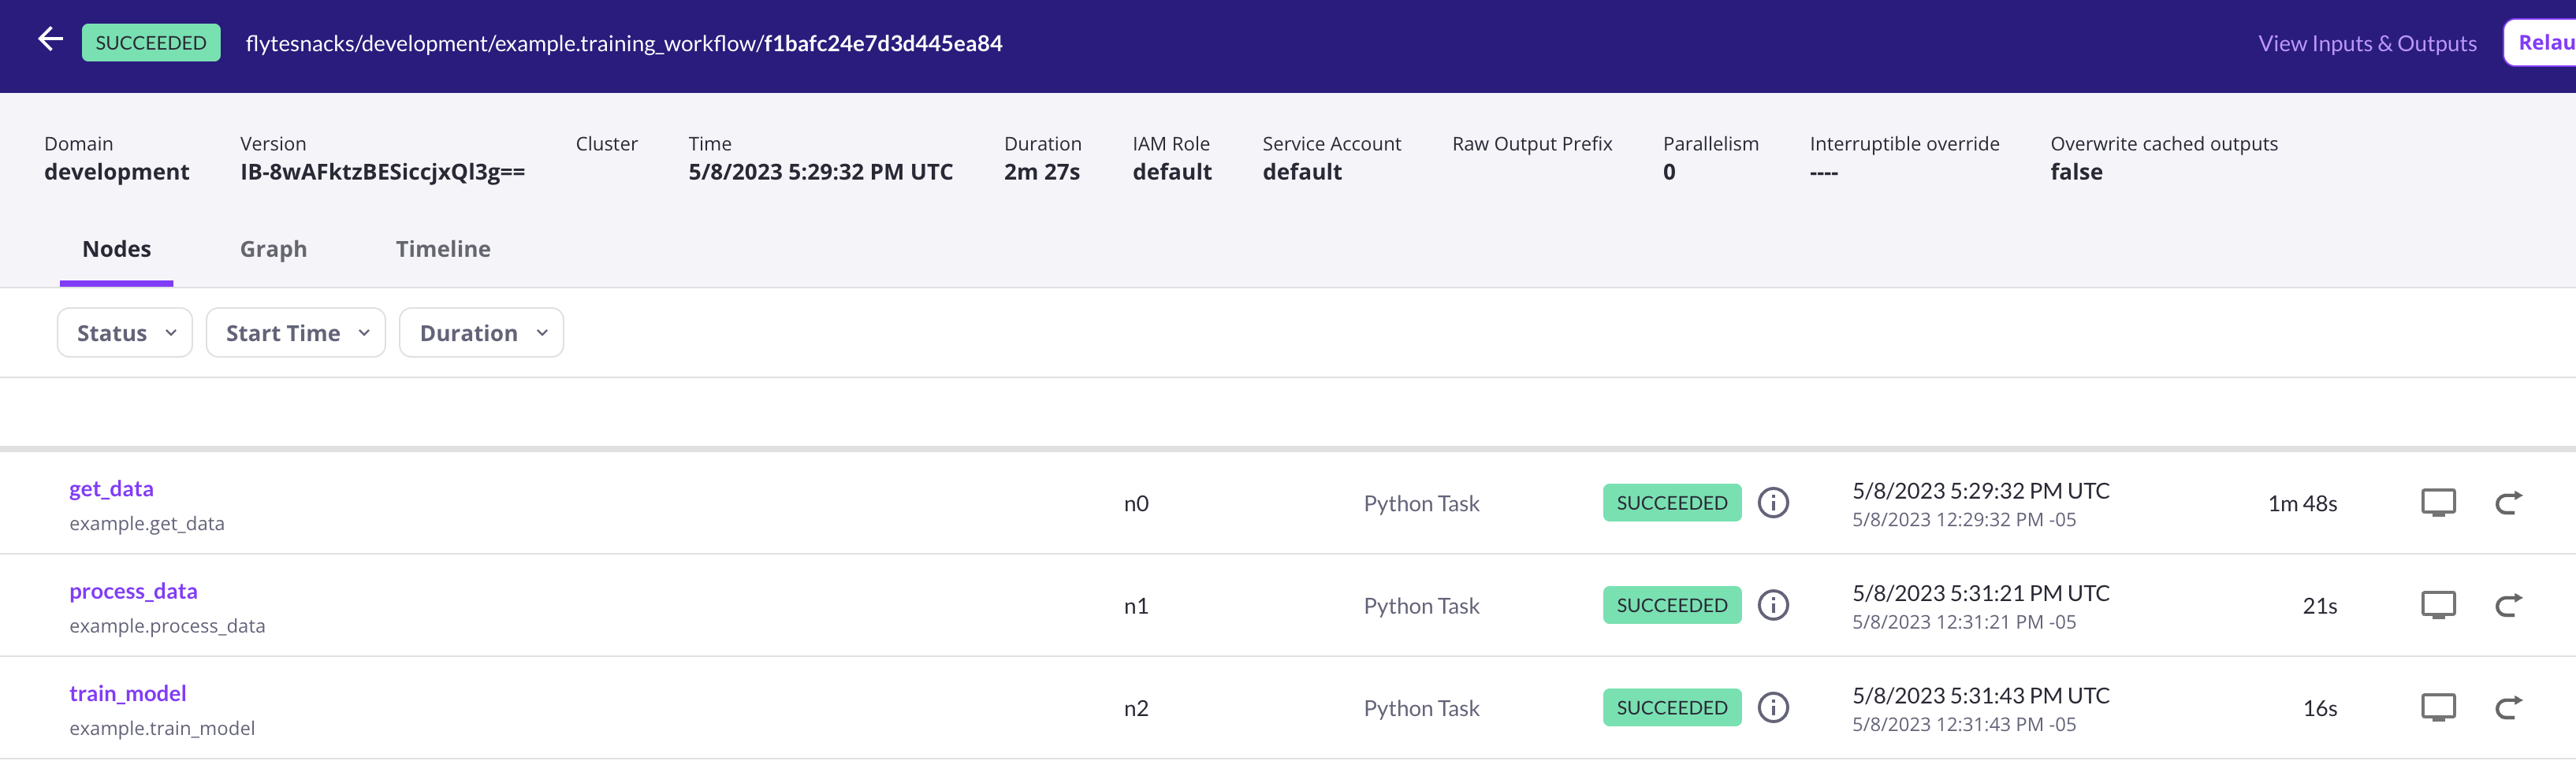 SUCCEEDED flytesnacks/development/example.training_workflow/f1bafc24e7d3d445ea84 View Inputs & Outputs Relau
Domain Version Cluster Time Duration IAM Role Service Account Raw Output Prefix Parallelism Interruptible override Overwrite cached outputs
development IB-8wAFktzBESiccjxQl3g== 5/8/2023 5:29:32 PM UTC 2m 27s default default 0 ---- false
Nodes Graph Timeline
Status Start Time Duration
get_data n0 Python Task SUCCEEDED 5/8/2023 5:29:32 PM UTC 1m 48s
example.get_data 5/8/2023 12:29:32 PM -05
process_data n1 Python Task SUCCEEDED 5/8/2023 5:31:21 PM UTC 21s
example.process_data 5/8/2023 12:31:21 PM -05
train_model n2 Python Task SUCCEEDED 5/8/2023 5:31:43 PM UTC 16s
example.train_model 5/8/2023 12:31:43 PM -05